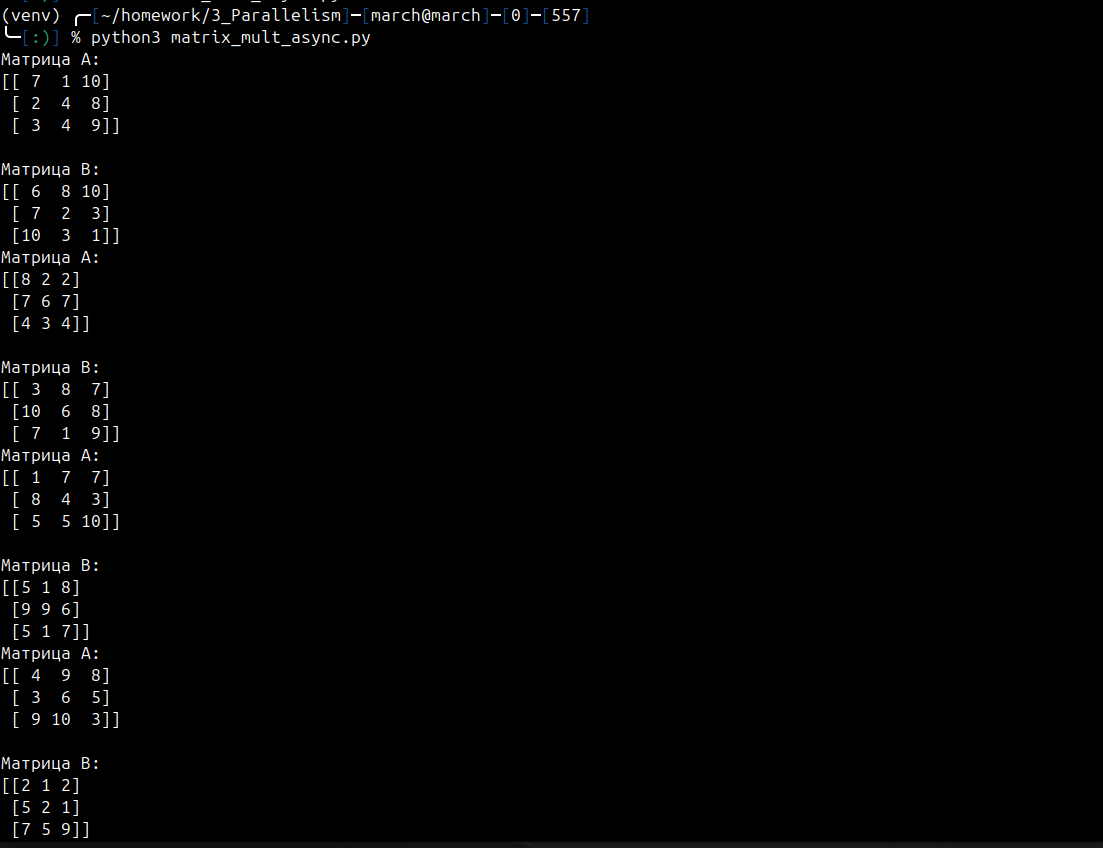 (venv) ╭─[~/homework/3_Parallelism]─[march@march]─[0]─[557]
╰─[:)] % python3 matrix_mult_async.py
Матрица A:
[[ 7  1 10]
 [ 2  4  8]
 [ 3  4  9]]

Матрица B:
[[ 6  8 10]
 [ 7  2  3]
 [10  3  1]]
Матрица A:
[[8 2 2]
 [7 6 7]
 [4 3 4]]

Матрица B:
[[ 3  8  7]
 [10  6  8]
 [ 7  1  9]]
Матрица A:
[[ 1  7  7]
 [ 8  4  3]
 [ 5  5 10]]

Матрица B:
[[5 1 8]
 [9 9 6]
 [5 1 7]]
Матрица A:
[[ 4  9  8]
 [ 3  6  5]
 [ 9 10  3]]

Матрица B:
[[2 1 2]
 [5 2 1]
 [7 5 9]]